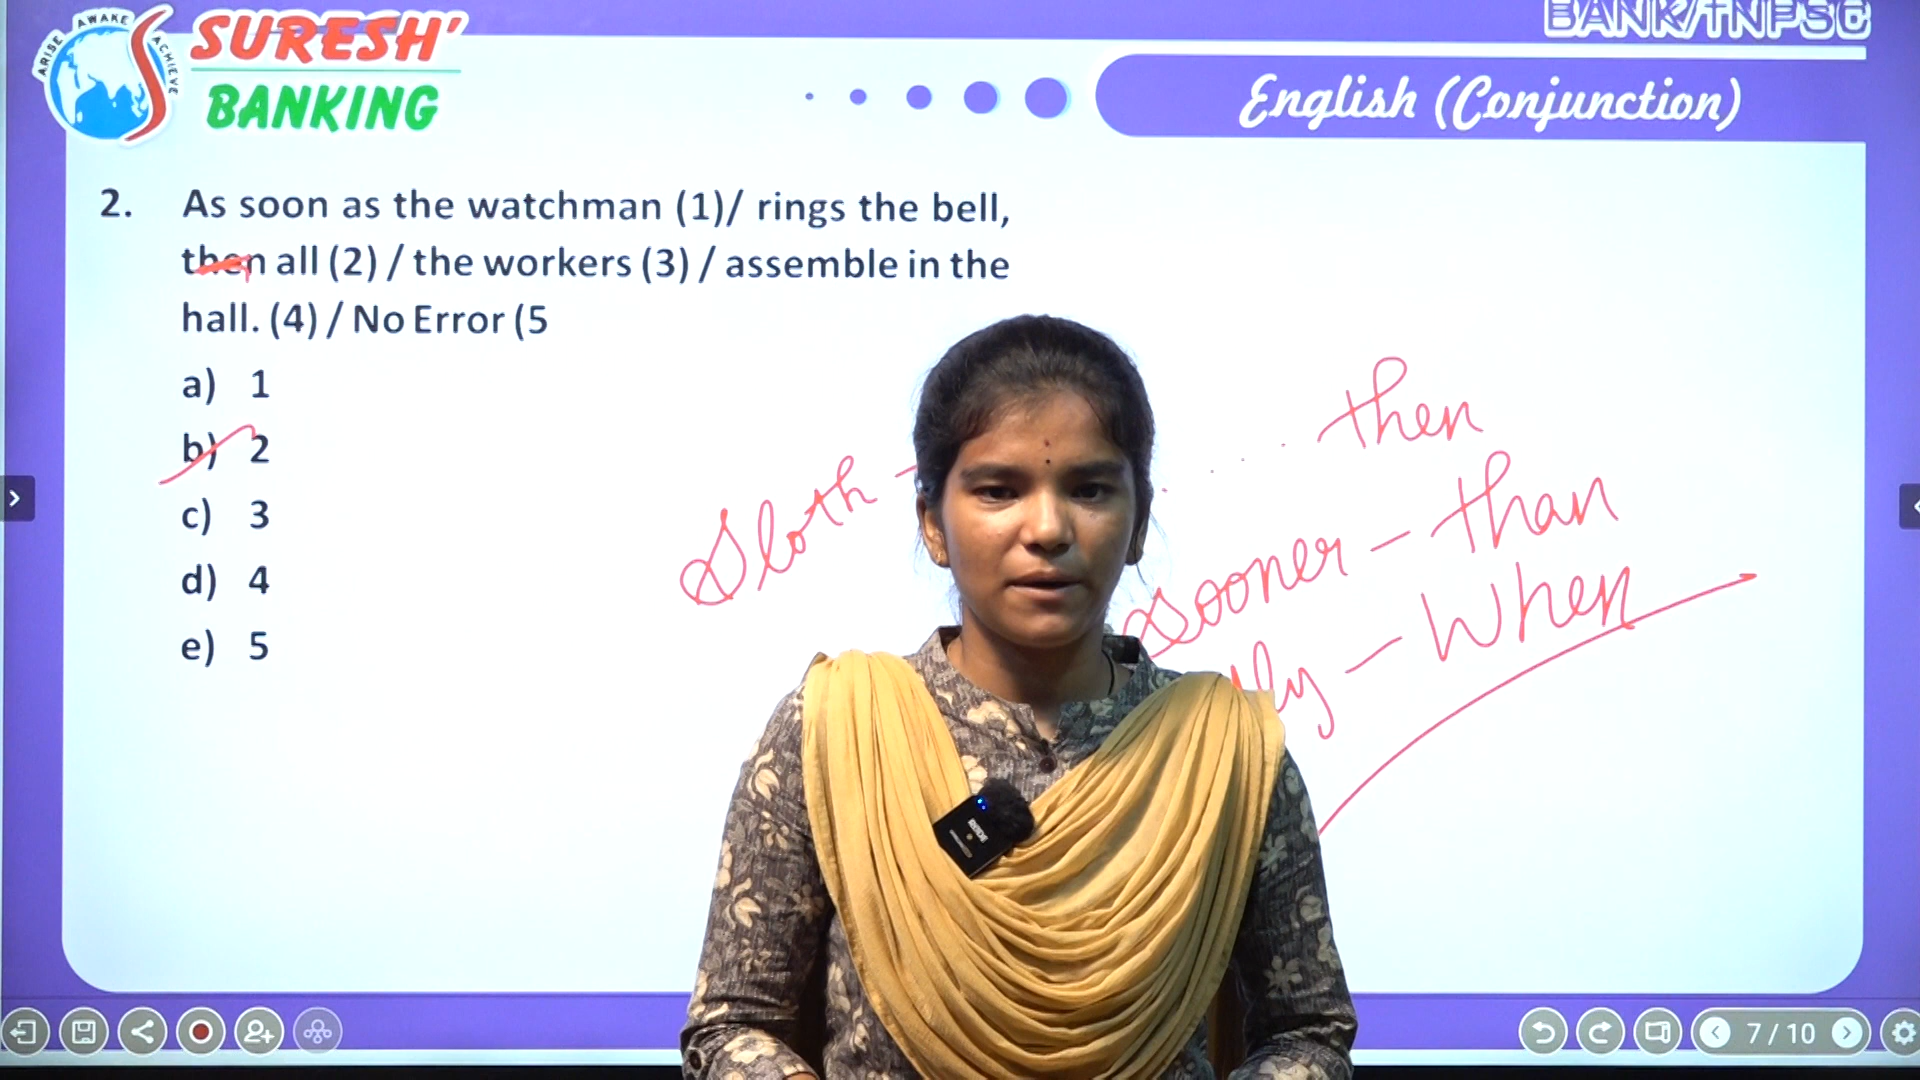 ARISE AWAKE ACHIEVE
SURESH'
BANKING
BANK/TNPSC
English (Conjunction)
2. As soon as the watchman (1)/ rings the bell,
then all (2) / the workers (3) / assemble in the
hall. (4) / No Error (5
a) 1
b) 2
c) 3
d) 4
e) 5
Sloth - . . . . then
Sooner - than
ly - When
RØDE
7 / 10